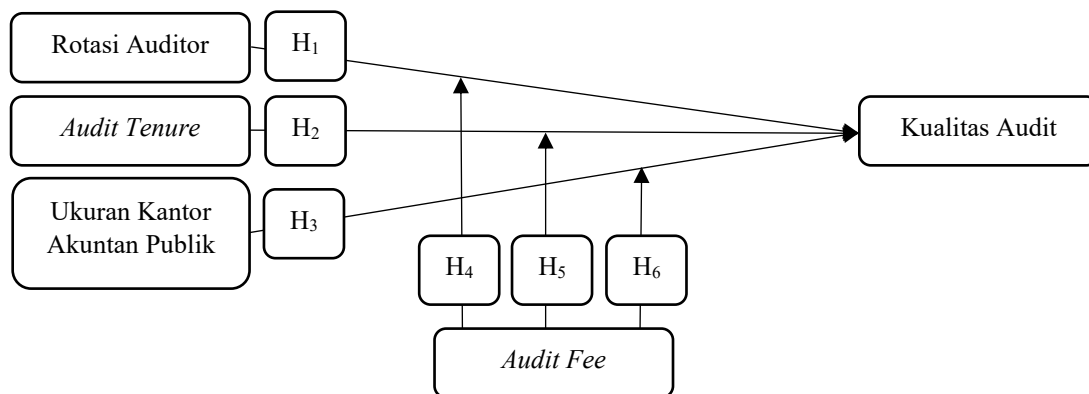 Rotasi Auditor
H₁
Audit Tenure
H₂
Kualitas Audit
Ukuran Kantor
Akuntan Publik
H₃
H₄
H₅
H₆
Audit Fee